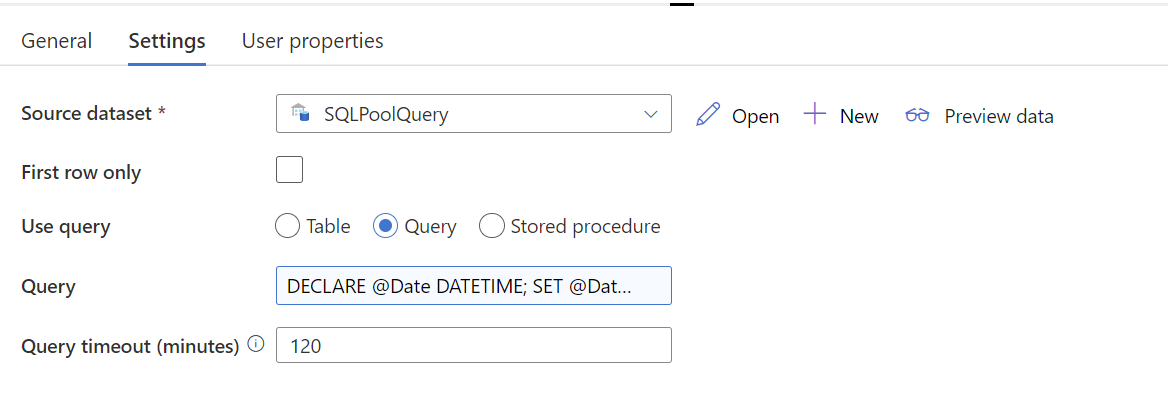 General Settings User properties
Source dataset * SQLPoolQuery Open New Preview data
First row only
Use query Table Query Stored procedure
Query DECLARE @Date DATETIME; SET @Dat...
Query timeout (minutes) 120